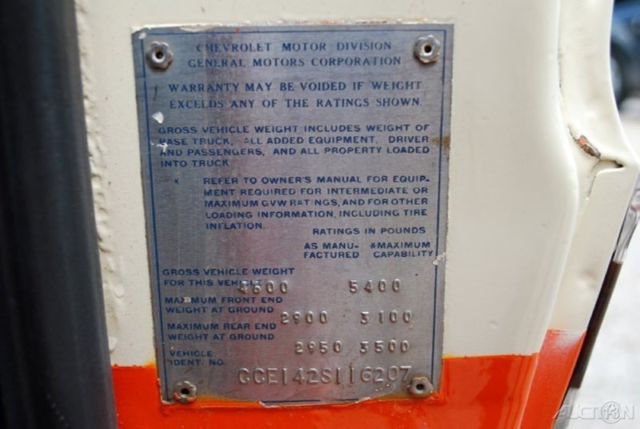 CHEVROLET MOTOR DIVISION
GENERAL MOTORS CORPORATION
WARRANTY MAY BE VOIDED IF WEIGHT
EXCEEDS ANY OF THE RATINGS SHOWN.
GROSS VEHICLE WEIGHT INCLUDES WEIGHT OF
BASE TRUCK, ALL ADDED EQUIPMENT, DRIVER
AND PASSENGERS, AND ALL PROPERTY LOADED
INTO TRUCK.
* REFER TO OWNER'S MANUAL FOR EQUIP-
MENT REQUIRED FOR INTERMEDIATE OR
MAXIMUM GVW RATINGS, AND FOR OTHER
LOADING INFORMATION, INCLUDING TIRE
INFLATION.
RATINGS IN POUNDS
AS MANU- *MAXIMUM
FACTURED CAPABILITY
GROSS VEHICLE WEIGHT
FOR THIS VEHICLE 4600 5400
MAXIMUM FRONT END
WEIGHT AT GROUND 2900 3100
MAXIMUM REAR END
WEIGHT AT GROUND 2950 3500
VEHICLE
IDENT. NO. CCE142S116207
AUCTION